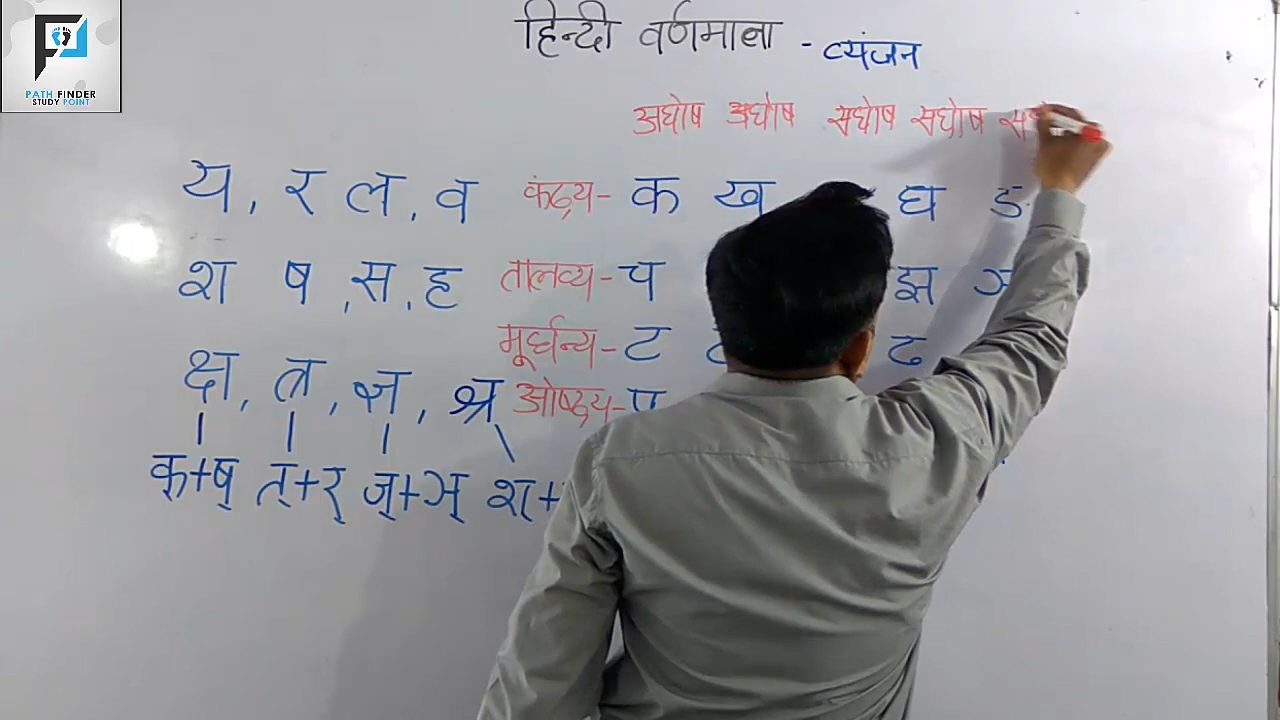 PATH FINDER
STUDY POINT
हिन्दी वर्णमाला - व्यंजन
अघोष अघोष सघोष सघोष
य, र ल, व कंठ्य- क ख घ ङ
श ष, स, ह तालव्य- च झ ञ
मूर्धन्य- ट ढ
क्ष, त्र, ज्ञ, श्र ओष्ठ्य- प
क्+ष् त्+र् ज्+ञ् श्+